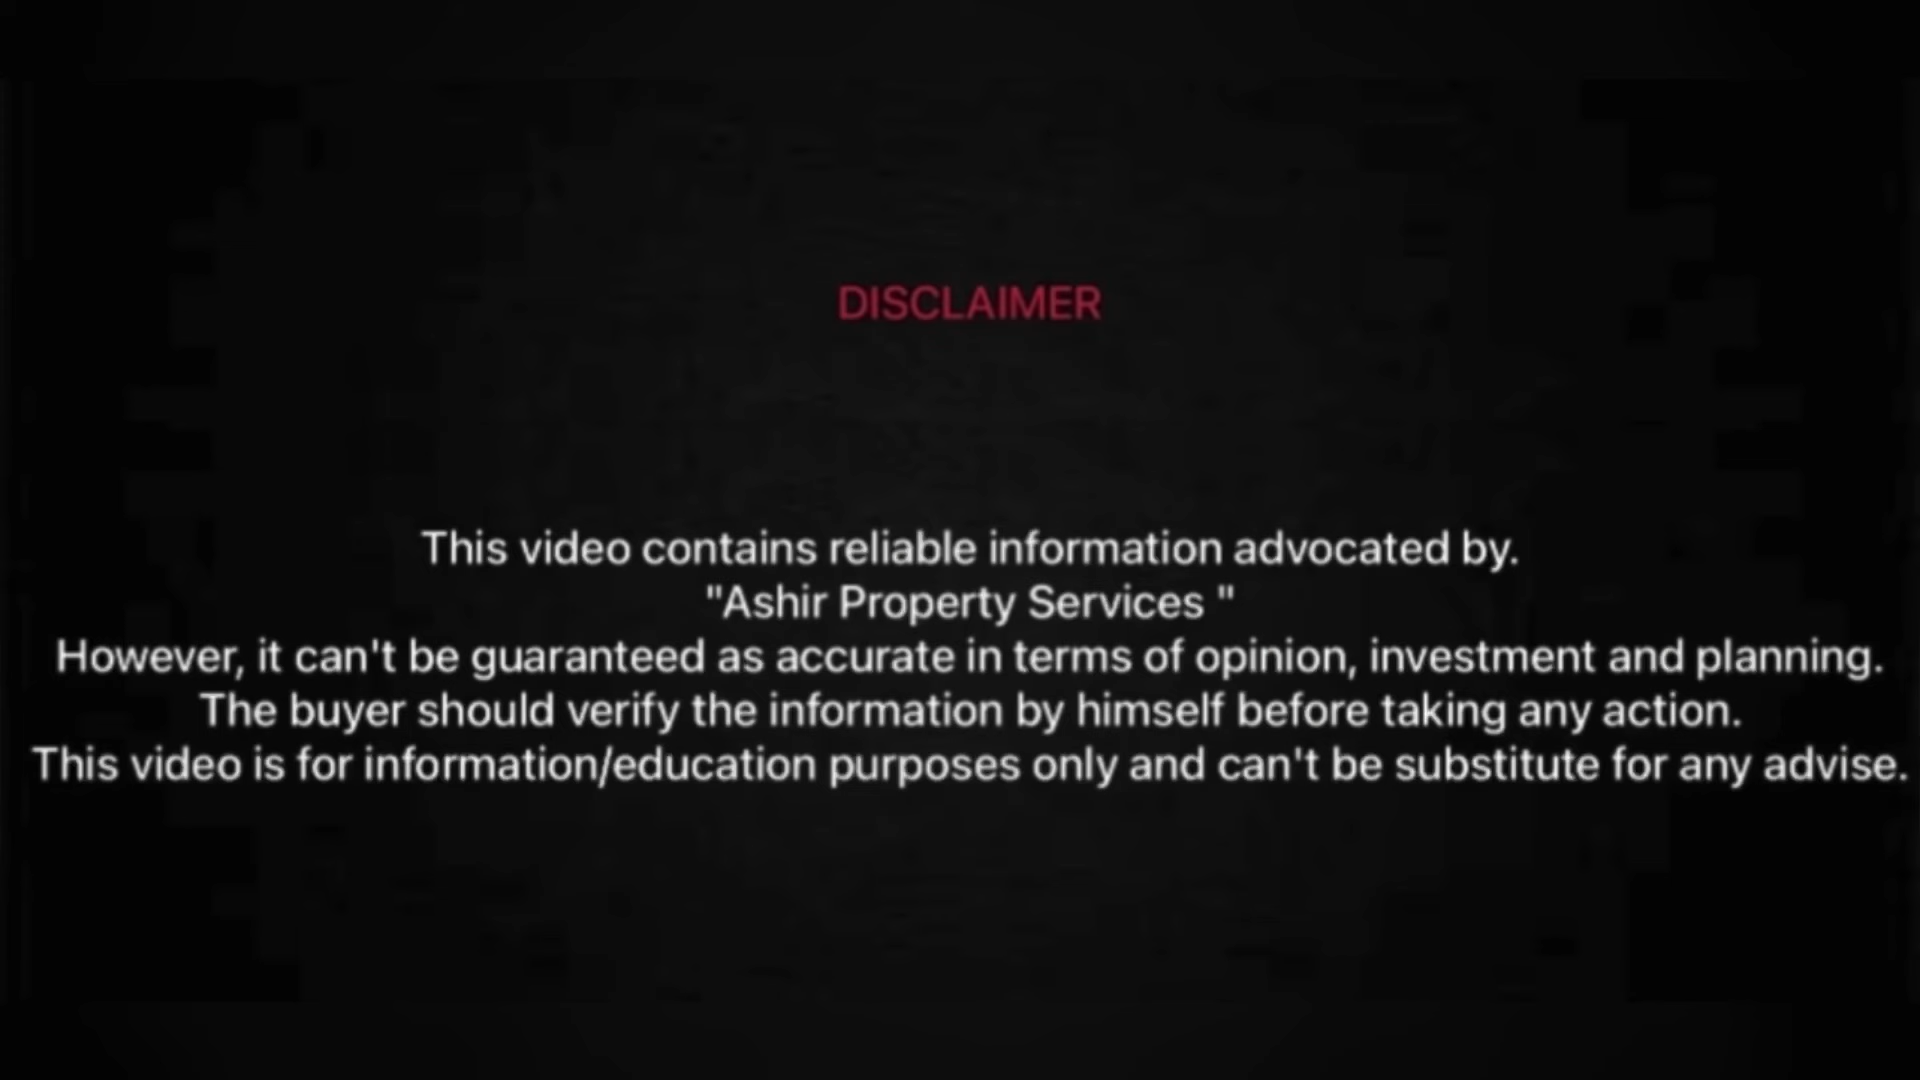 DISCLAIMER
This video contains reliable information advocated by.
"Ashir Property Services "
However, it can't be guaranteed as accurate in terms of opinion, investment and planning.
The buyer should verify the information by himself before taking any action.
This video is for information/education purposes only and can't be substitute for any advise.